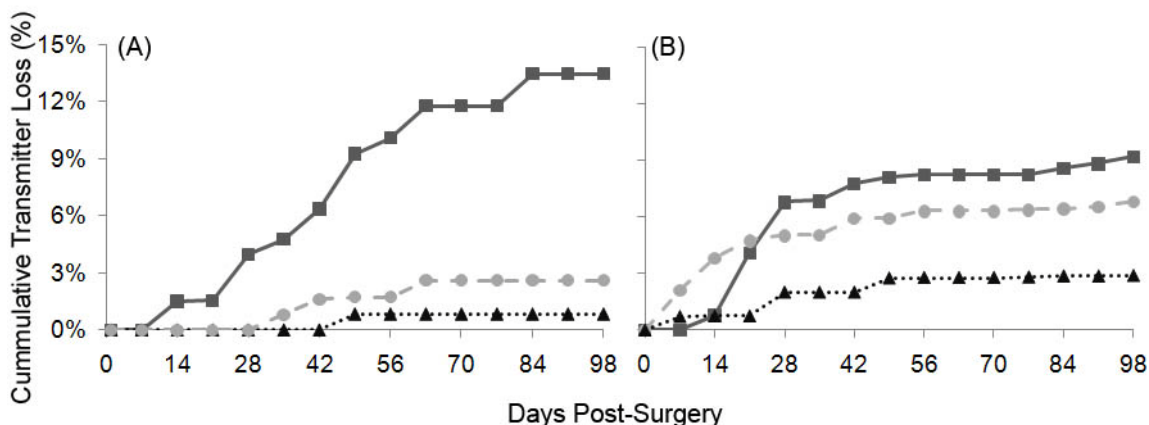 Cummulative Transmitter Loss (%)
(A)
(B)
15%
12%
9%
6%
3%
0%
0 14 28 42 56 70 84 98
0 14 28 42 56 70 84 98
Days Post-Surgery